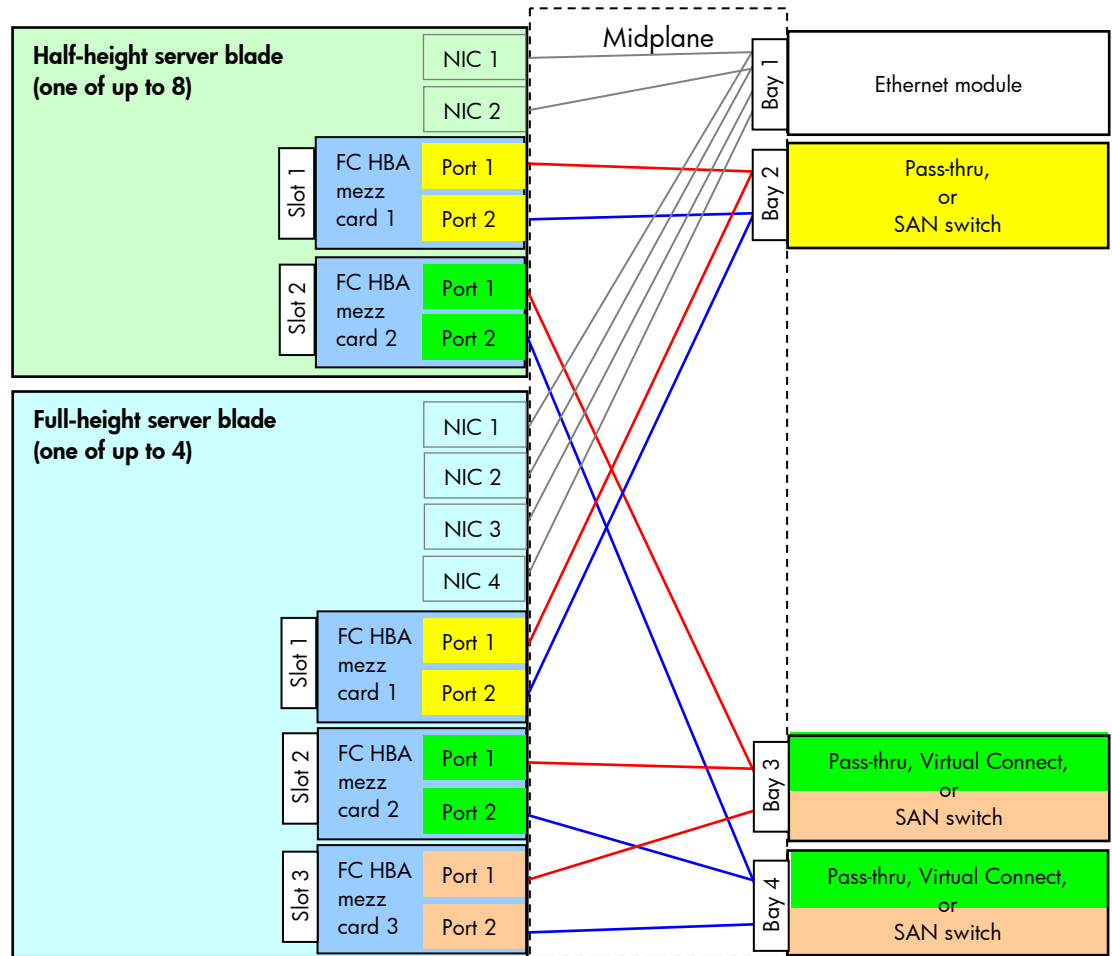 Midplane
Half-height server blade
(one of up to 8)
NIC 1
NIC 2
Slot 1
FC HBA
mezz
card 1
Port 1
Port 2
Slot 2
FC HBA
mezz
card 2
Port 1
Port 2
Full-height server blade
(one of up to 4)
NIC 1
NIC 2
NIC 3
NIC 4
Slot 1
FC HBA
mezz
card 1
Port 1
Port 2
Slot 2
FC HBA
mezz
card 2
Port 1
Port 2
Slot 3
FC HBA
mezz
card 3
Port 1
Port 2
Bay 1
Ethernet module
Bay 2
Pass-thru,
or
SAN switch
Bay 3
Pass-thru, Virtual Connect,
or
SAN switch
Bay 4
Pass-thru, Virtual Connect,
or
SAN switch